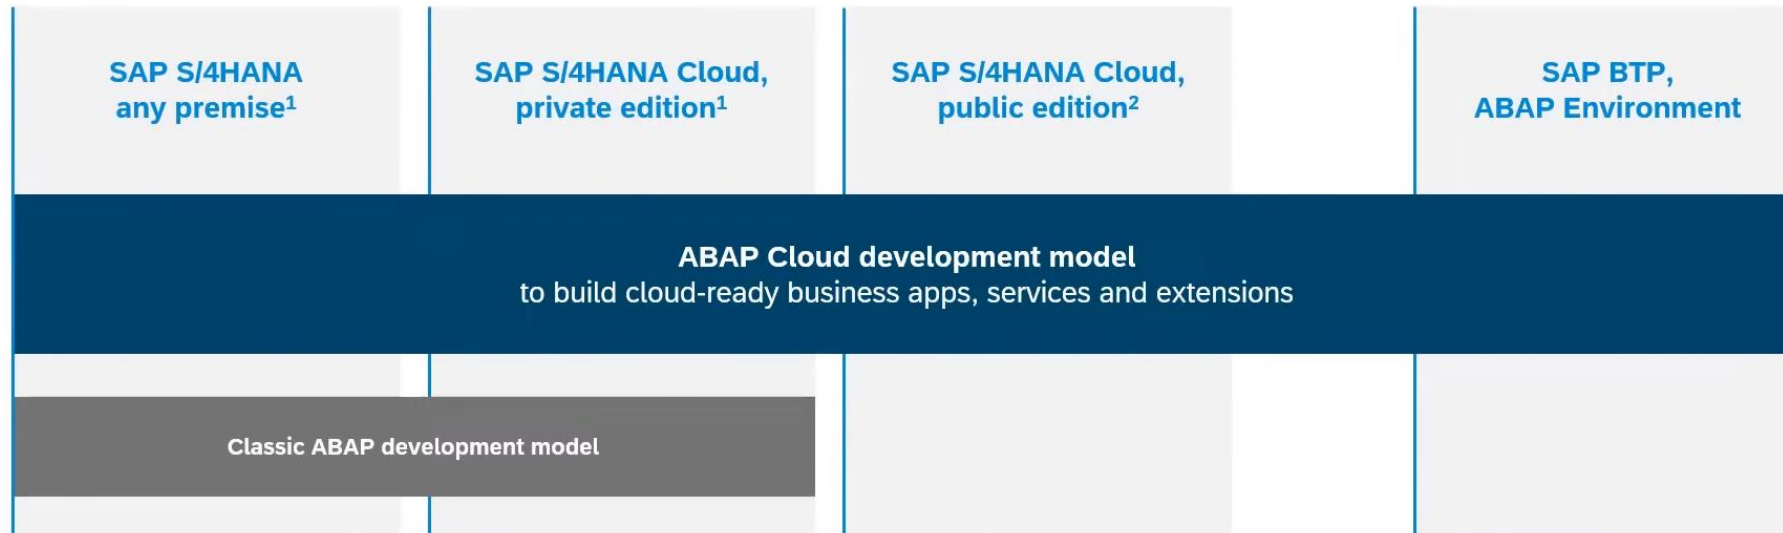 SAP S/4HANA
any premise¹
SAP S/4HANA Cloud,
private edition¹
SAP S/4HANA Cloud,
public edition²
SAP BTP,
ABAP Environment
ABAP Cloud development model
to build cloud-ready business apps, services and extensions
Classic ABAP development model